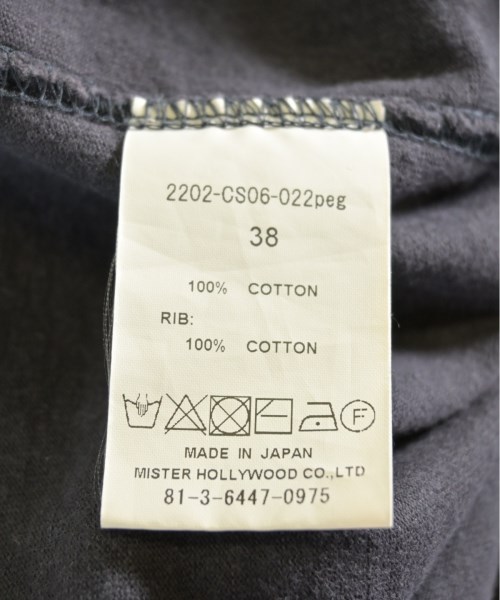 2202-CS06-022peg
38
100% COTTON
RIB:
100% COTTON
F
MADE IN JAPAN
MISTER HOLLYWOOD CO.,LTD
81-3-6447-0975